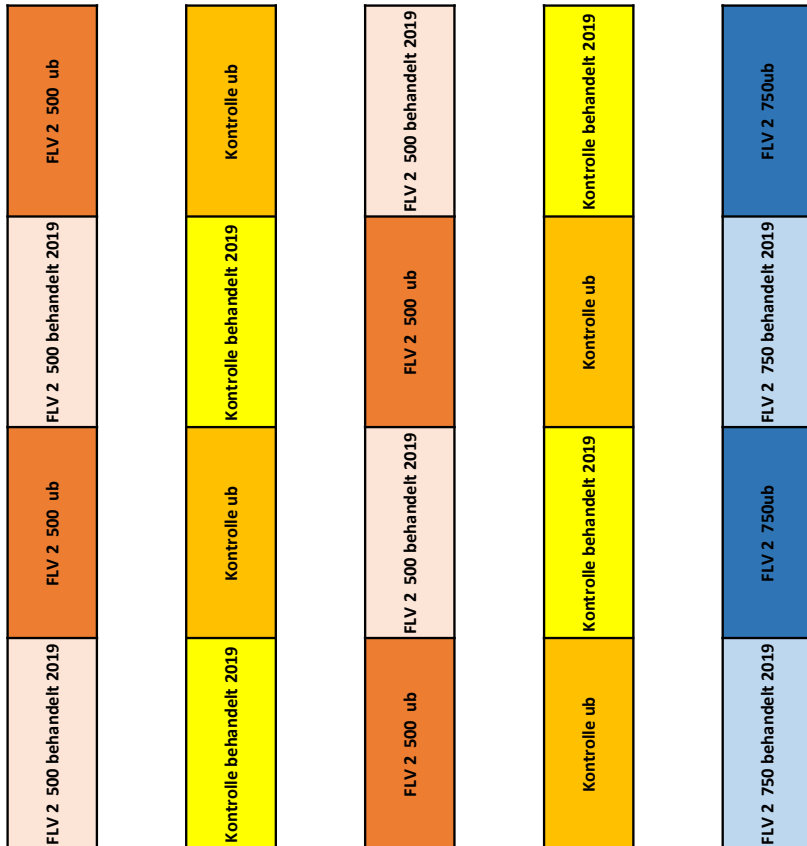 FLV 2 500 ub
Kontrolle ub
FLV 2 500 behandelt 2019
Kontrolle behandelt 2019
FLV 2 750ub
FLV 2 500 behandelt 2019
Kontrolle behandelt 2019
FLV 2 500 ub
Kontrolle ub
FLV 2 750 behandelt 2019
FLV 2 500 ub
Kontrolle ub
FLV 2 500 behandelt 2019
Kontrolle behandelt 2019
FLV 2 750ub
FLV 2 500 behandelt 2019
Kontrolle behandelt 2019
FLV 2 500 ub
Kontrolle ub
FLV 2 750 behandelt 2019